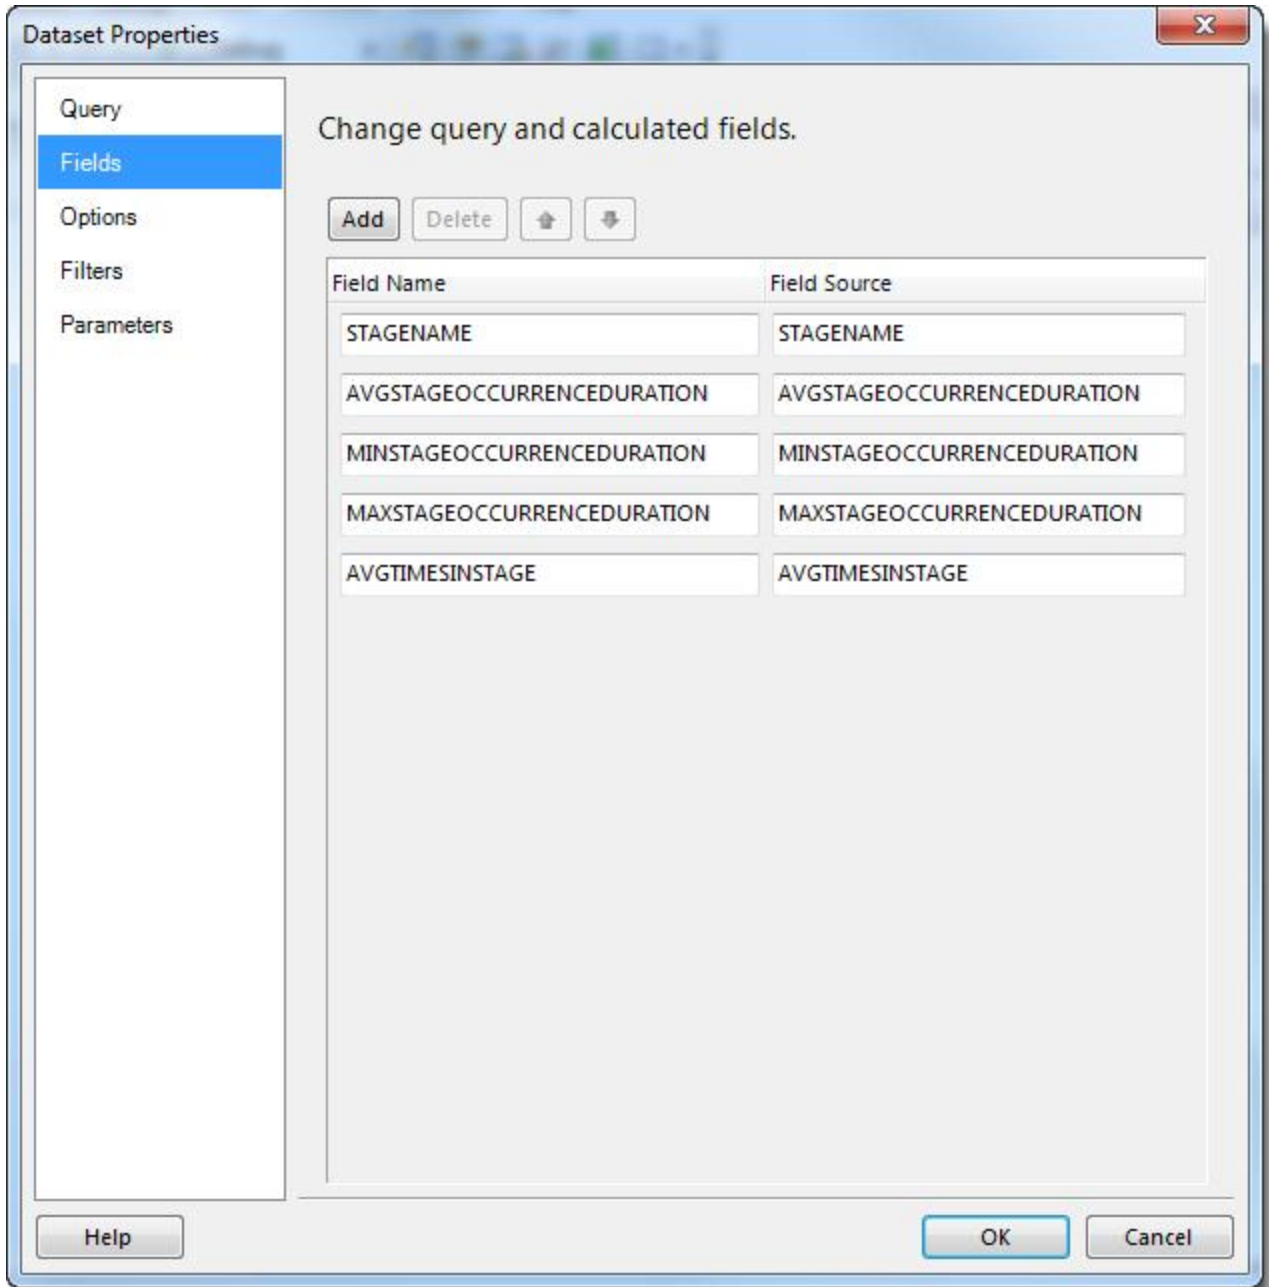 Dataset Properties
Query
Fields
Options
Filters
Parameters
Change query and calculated fields.
Add Delete
Field Name Field Source
STAGENAME STAGENAME
AVGSTAGEOCCURRENCEDURATION AVGSTAGEOCCURRENCEDURATION
MINSTAGEOCCURRENCEDURATION MINSTAGEOCCURRENCEDURATION
MAXSTAGEOCCURRENCEDURATION MAXSTAGEOCCURRENCEDURATION
AVGTIMESINSTAGE AVGTIMESINSTAGE
Help OK Cancel